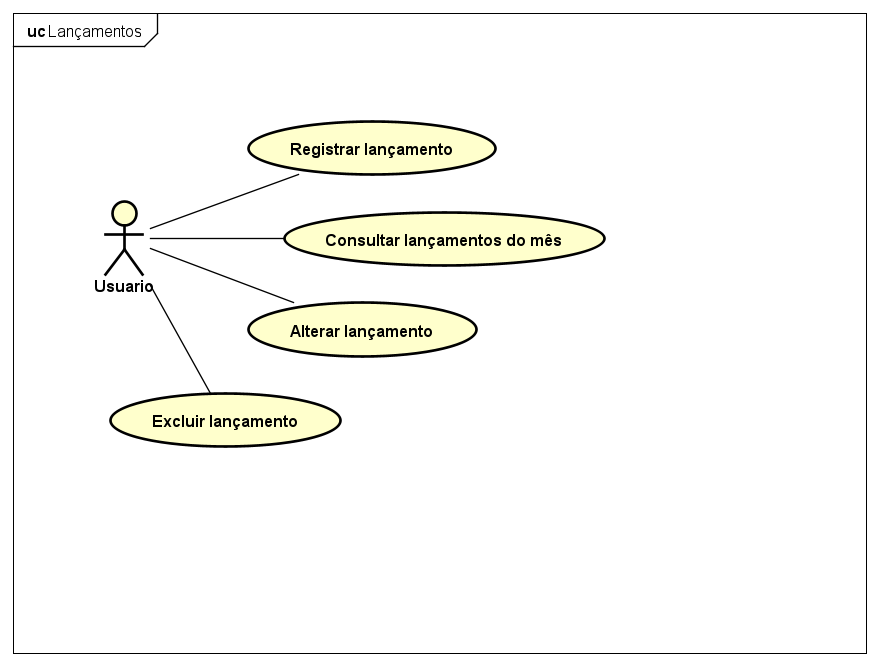 uc Lançamentos
Registrar lançamento
Consultar lançamentos do mês
Usuario
Alterar lançamento
Excluir lançamento